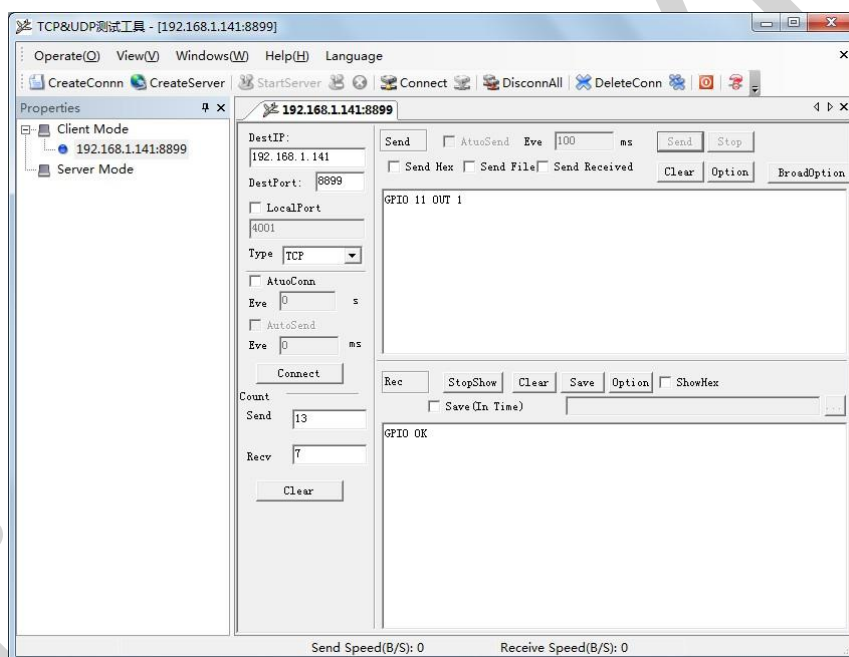 TCP&UDP测试工具 - [192.168.1.141:8899]
Operate(O) View(V) Windows(W) Help(H) Language
CreateConnn CreateServer StartServer Connect DisconnAll DeleteConn
Properties
Client Mode
192.168.1.141:8899
Server Mode
192.168.1.141:8899
DestIP:
192.168.1.141
DestPort: 8899
LocalPort
4001
Type TCP
AtuoConn
Eve 0 s
AutoSend
Eve 0 ms
Connect
Count
Send 13
Recv 7
Clear
Send AtuoSend Eve 100 ms Send Stop
Send Hex Send File Send Received Clear Option BroadOption
GPIO 11 OUT 1
Rec StopShow Clear Save Option ShowHex
Save(In Time) ...
GPIO OK
Send Speed(B/S): 0 Receive Speed(B/S): 0